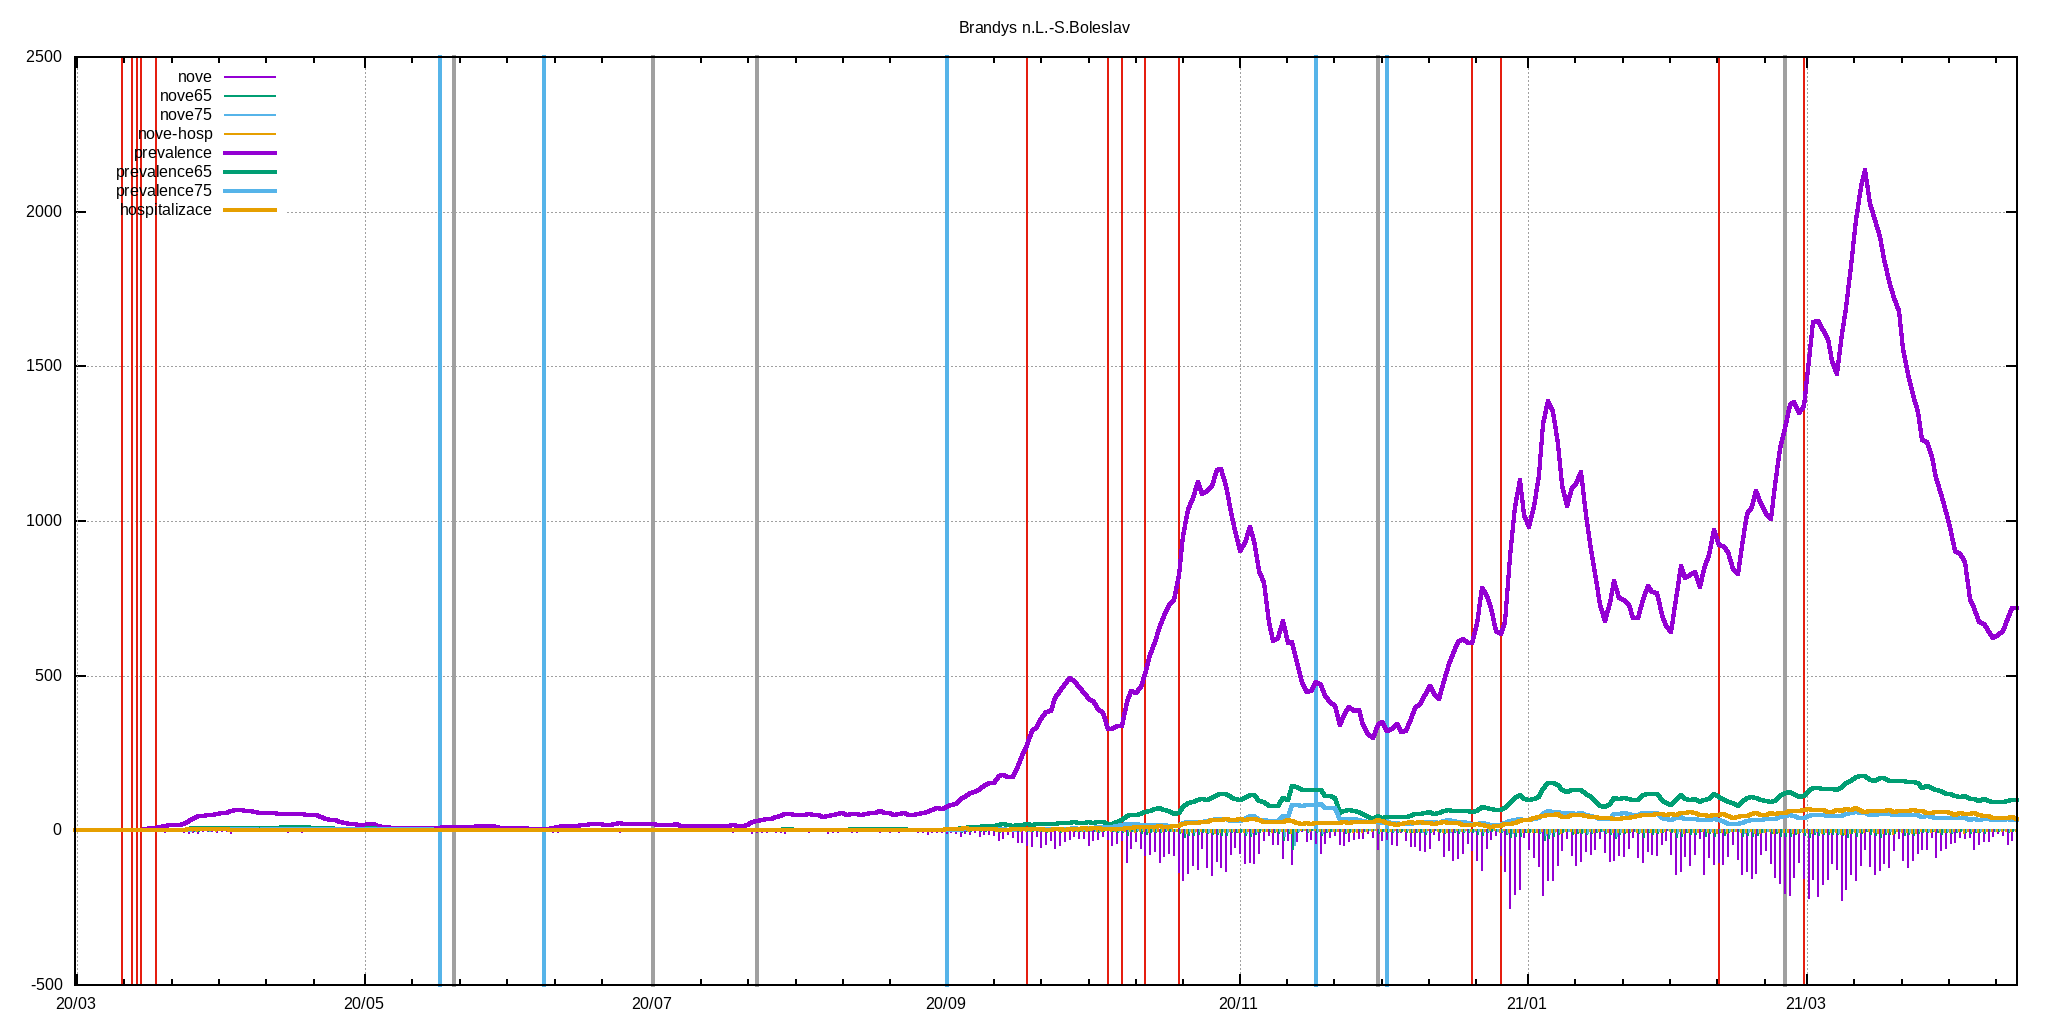 Brandys n.L.-S.Boleslav
2500
2000
1500
1000
500
0
-500
nove
nove65
nove75
nove-hosp
prevalence
prevalence65
prevalence75
hospitalizace
20/03 20/05 20/07 20/09 20/11 21/01 21/03